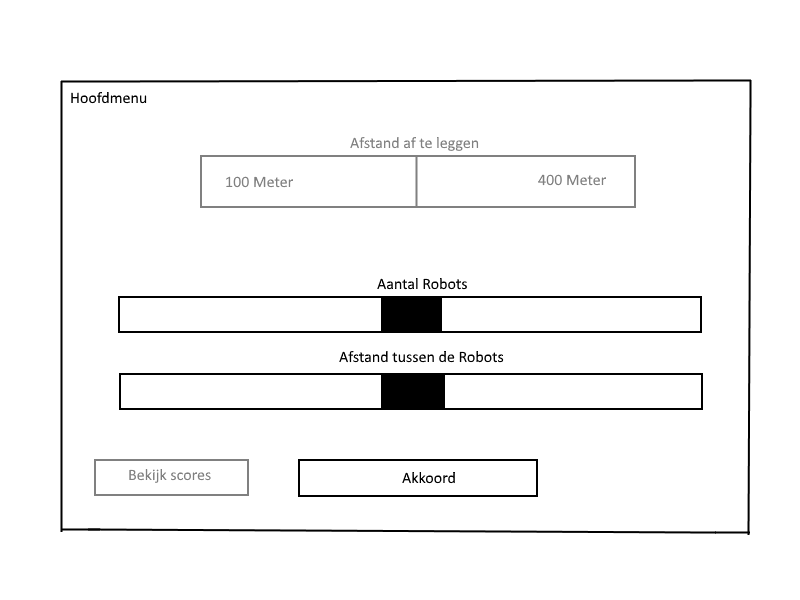 Hoofdmenu
Afstand af te leggen
100 Meter
400 Meter
Aantal Robots
Afstand tussen de Robots
Bekijk scores
Akkoord